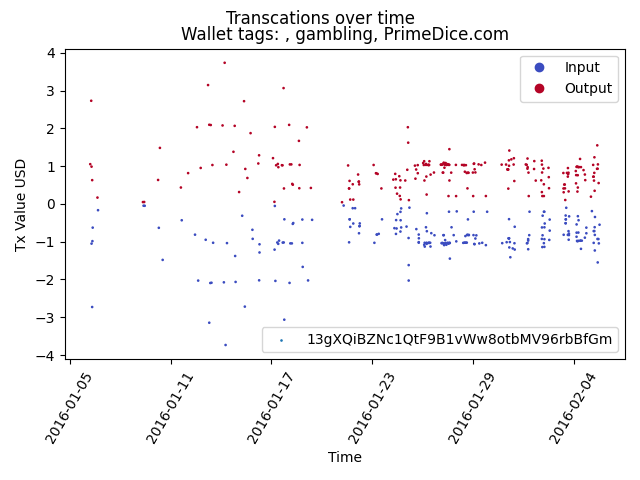 Transcations over time
Wallet tags: , gambling, PrimeDice.com
Input
Output
Tx Value USD
4
3
2
1
0
−1
−2
−3
−4
13gXQiBZNc1QtF9B1vWw8otbMV96rbBfGm
2016-01-05
2016-01-11
2016-01-17
2016-01-23
2016-01-29
2016-02-04
Time